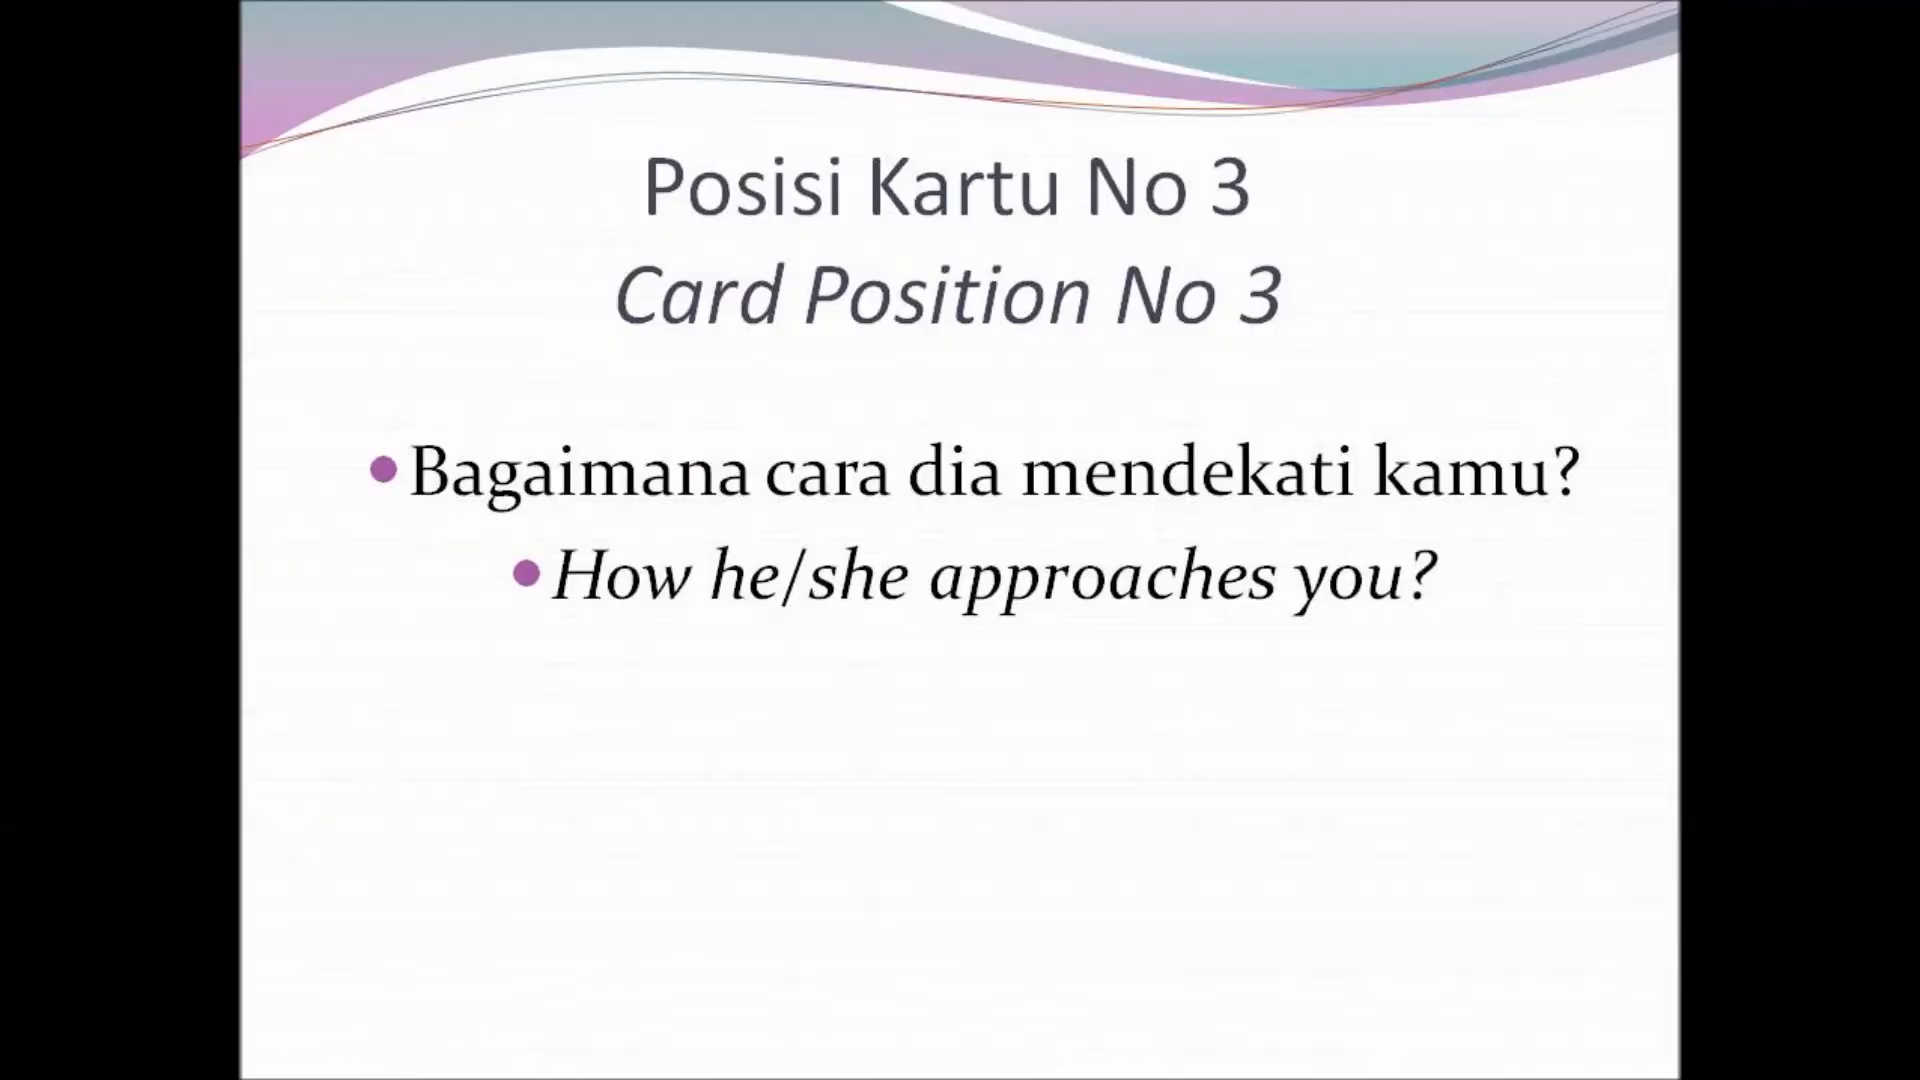 Posisi Kartu No 3
Card Position No 3
•Bagaimana cara dia mendekati kamu?
•How he/she approaches you?